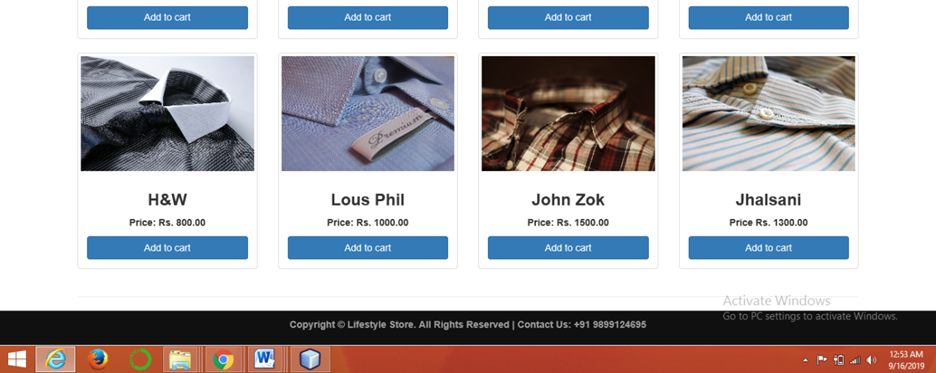 Add to cart Add to cart Add to cart Add to cart
Premium
H&W Lous Phil John Zok Jhalsani
Price: Rs. 800.00 Price: Rs. 1000.00 Price: Rs. 1500.00 Price Rs. 1300.00
Add to cart Add to cart Add to cart Add to cart
Activate Windows
Go to PC settings to activate Windows.
Copyright © Lifestyle Store. All Rights Reserved | Contact Us: +91 9899124695
12:53 AM
9/16/2019